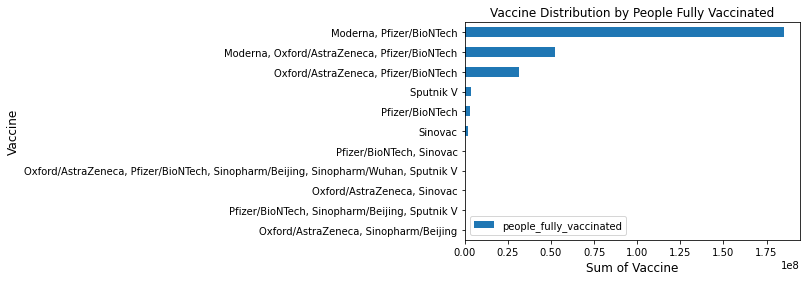 Vaccine Distribution by People Fully Vaccinated
Vaccine
Moderna, Pfizer/BioNTech
Moderna, Oxford/AstraZeneca, Pfizer/BioNTech
Oxford/AstraZeneca, Pfizer/BioNTech
Sputnik V
Pfizer/BioNTech
Sinovac
Pfizer/BioNTech, Sinovac
Oxford/AstraZeneca, Pfizer/BioNTech, Sinopharm/Beijing, Sinopharm/Wuhan, Sputnik V
Oxford/AstraZeneca, Sinovac
Pfizer/BioNTech, Sinopharm/Beijing, Sputnik V
Oxford/AstraZeneca, Sinopharm/Beijing
people_fully_vaccinated
0.00 0.25 0.50 0.75 1.00 1.25 1.50 1.75
1e8
Sum of Vaccine